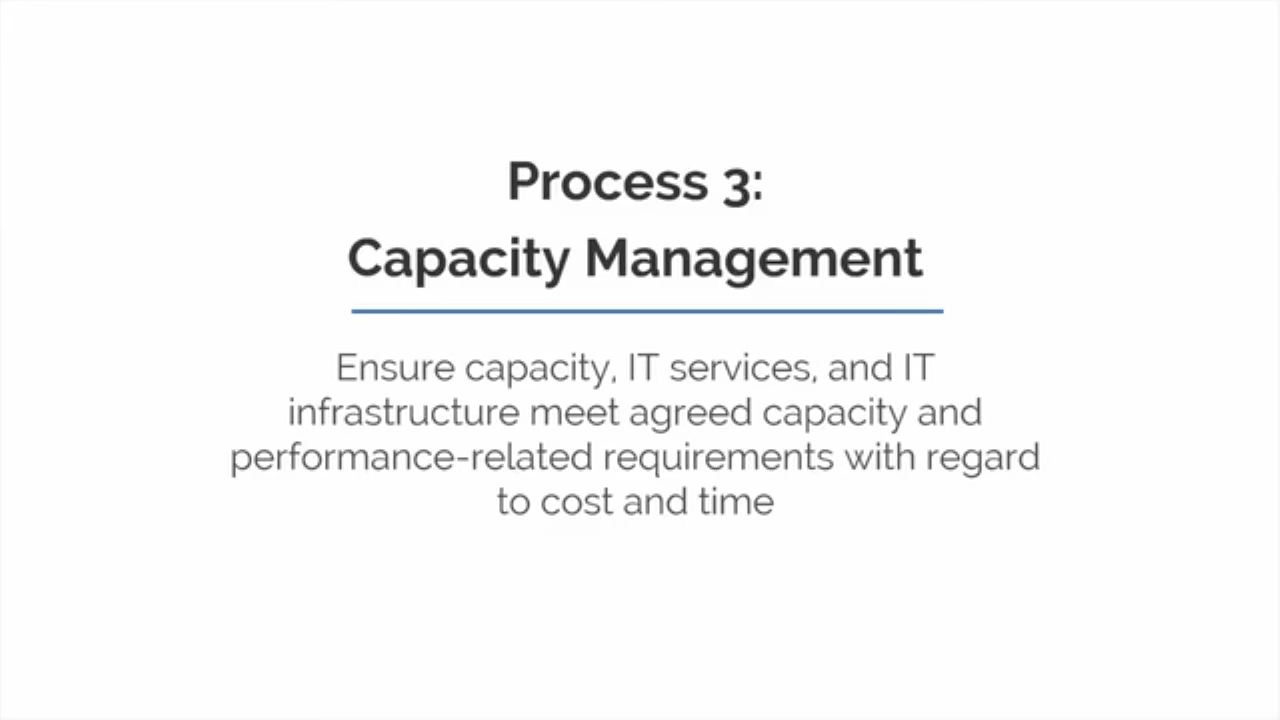 Process 3:
Capacity Management
Ensure capacity, IT services, and IT
infrastructure meet agreed capacity and
performance-related requirements with regard
to cost and time